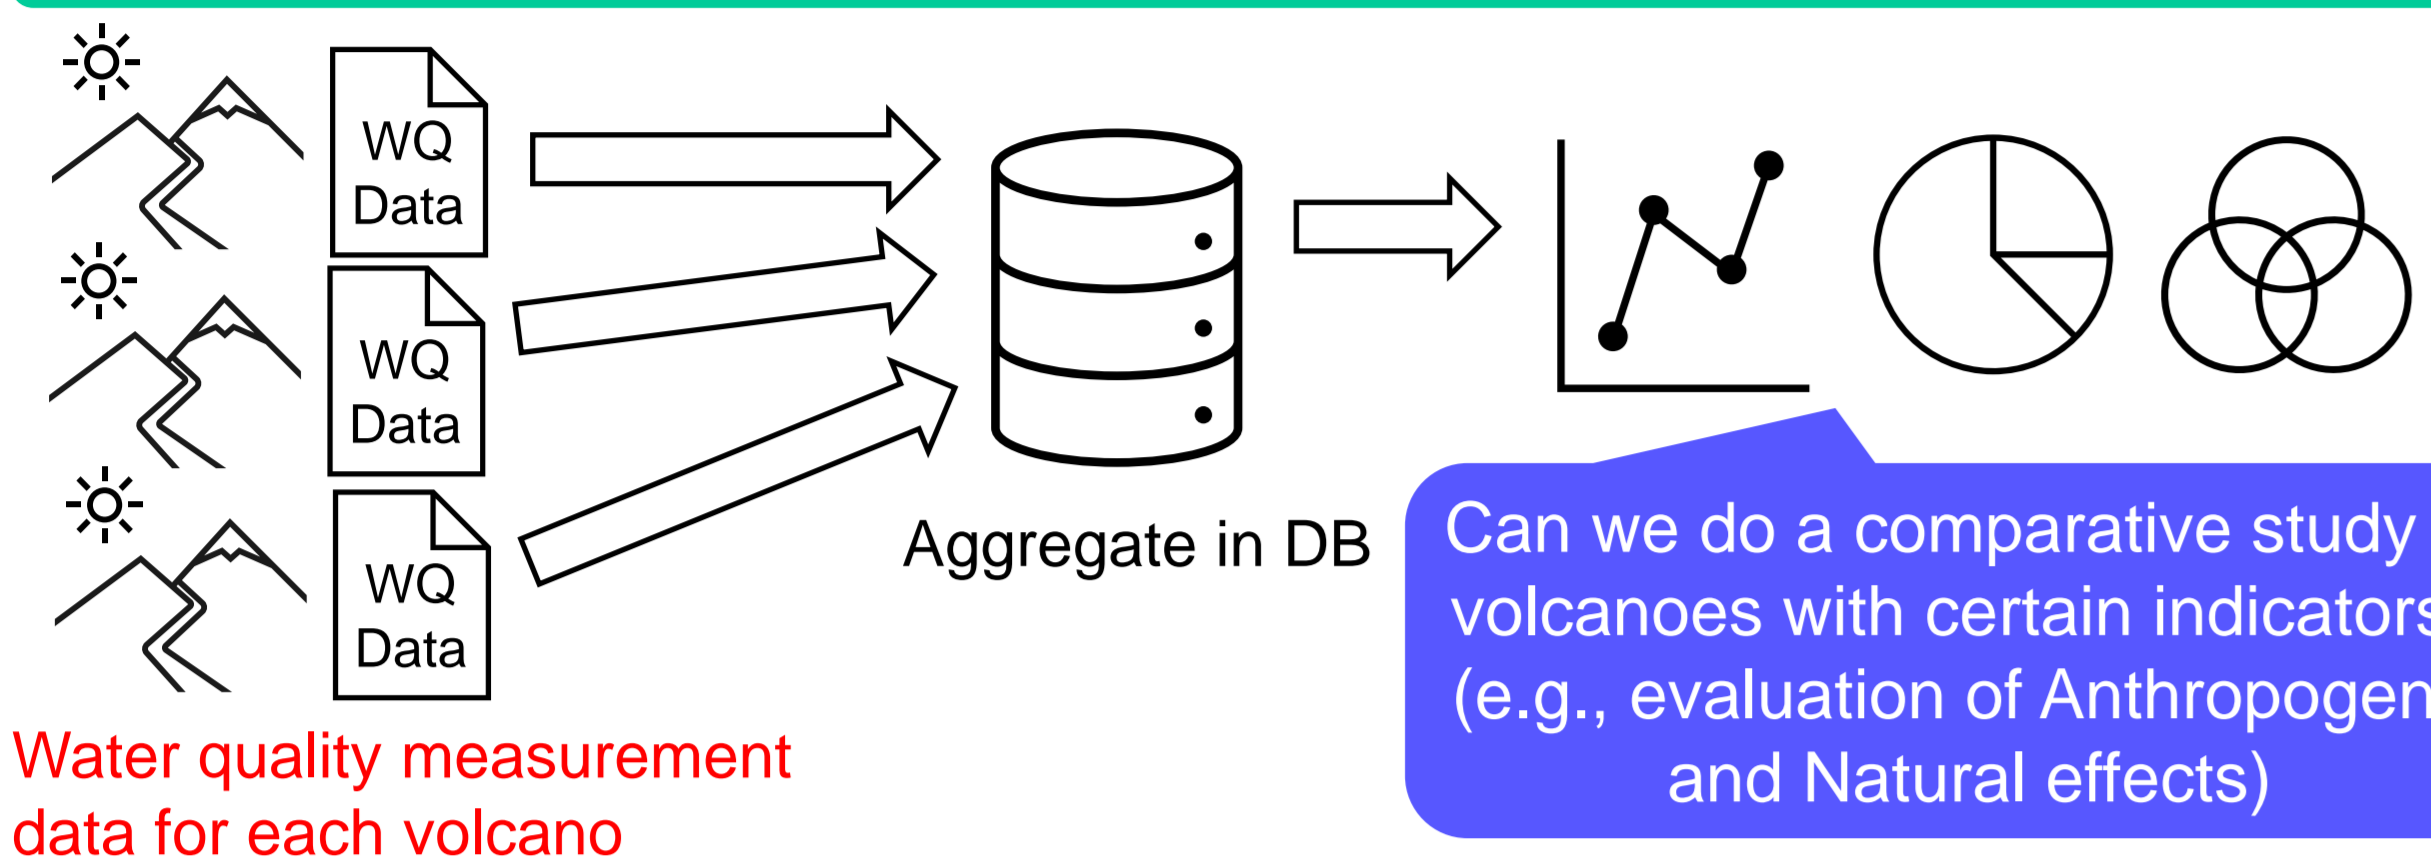 WQ
Data
WQ
Data
WQ
Data
Aggregate in DB
Water quality measurement
data for each volcano
Can we do a comparative study
volcanoes with certain indicators
(e.g., evaluation of Anthropogen
and Natural effects)